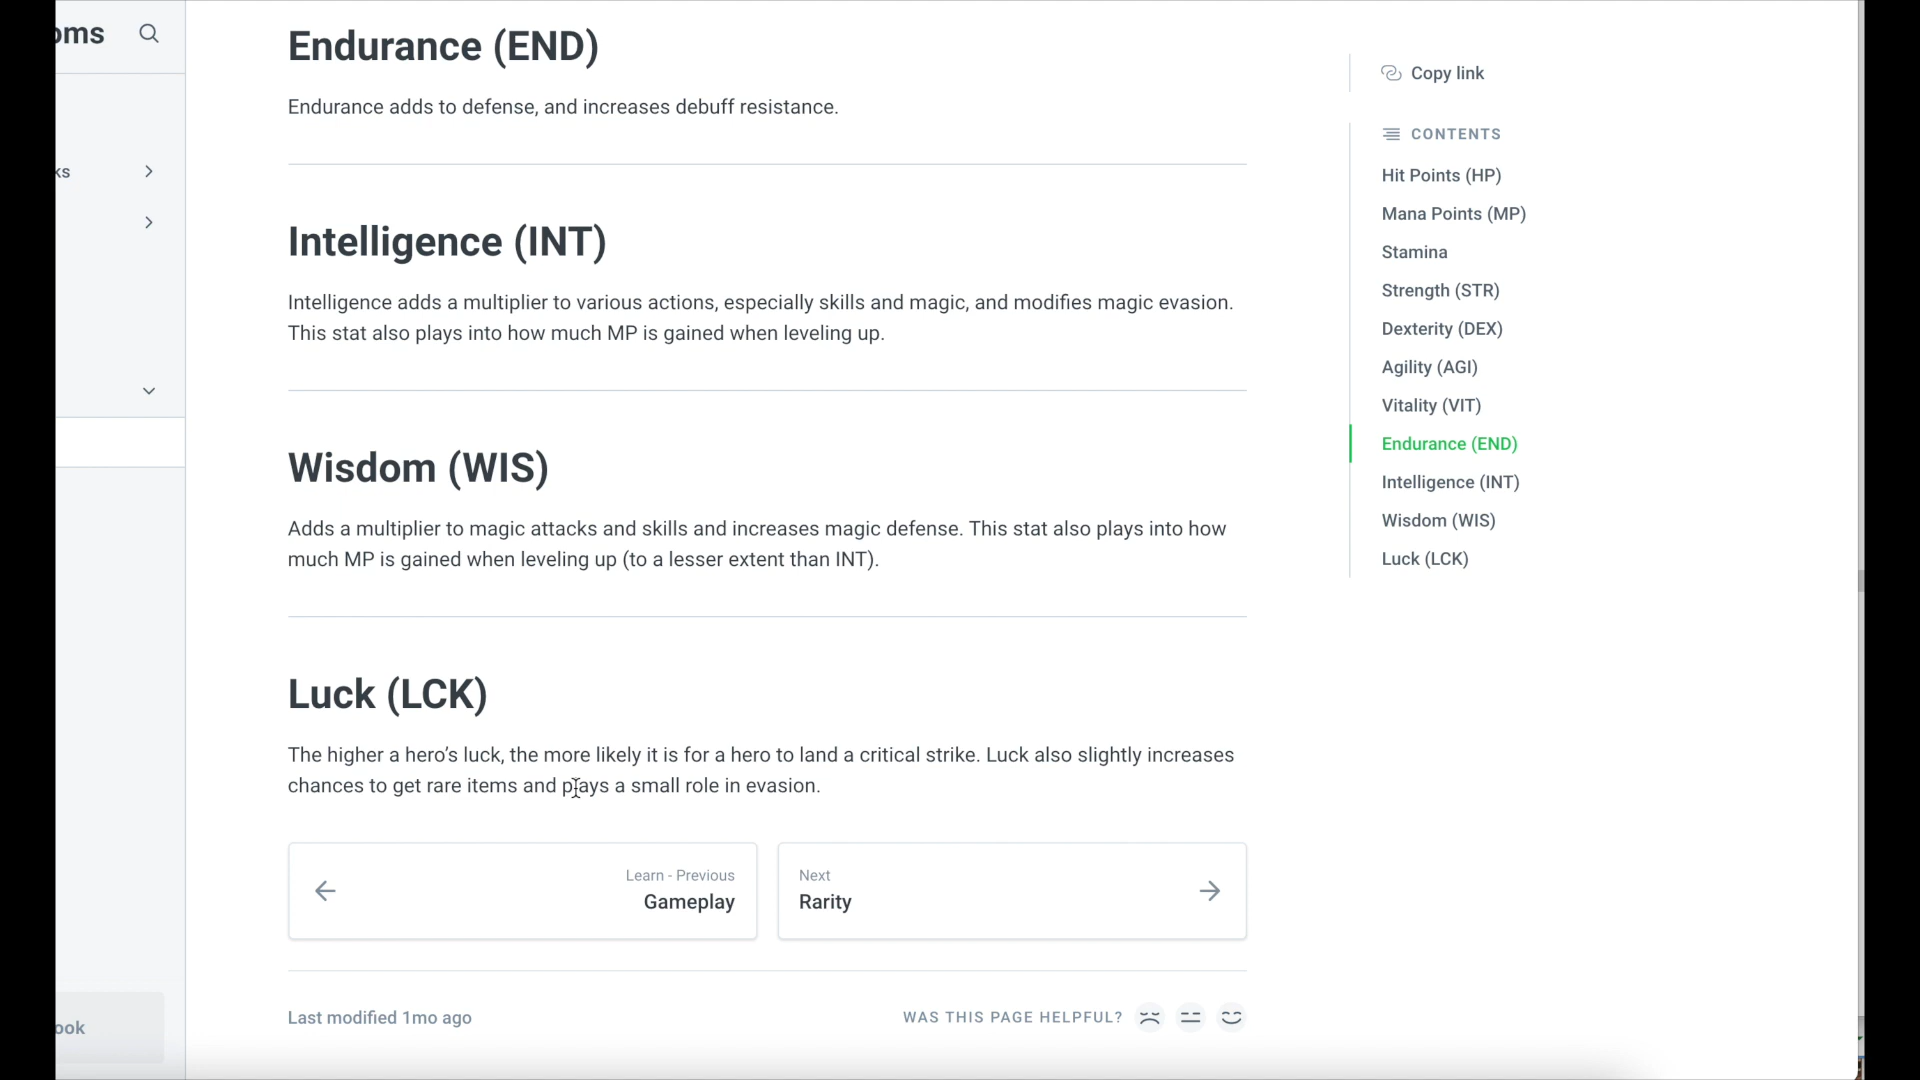 oms
ks
ook
Endurance (END)
Endurance adds to defense, and increases debuff resistance.
Intelligence (INT)
Intelligence adds a multiplier to various actions, especially skills and magic, and modifies magic evasion.
This stat also plays into how much MP is gained when leveling up.
Wisdom (WIS)
Adds a multiplier to magic attacks and skills and increases magic defense. This stat also plays into how
much MP is gained when leveling up (to a lesser extent than INT).
Luck (LCK)
The higher a hero’s luck, the more likely it is for a hero to land a critical strike. Luck also slightly increases
chances to get rare items and plays a small role in evasion.
Learn - Previous
Gameplay
Next
Rarity
Last modified 1mo ago
WAS THIS PAGE HELPFUL?
Copy link
CONTENTS
Hit Points (HP)
Mana Points (MP)
Stamina
Strength (STR)
Dexterity (DEX)
Agility (AGI)
Vitality (VIT)
Endurance (END)
Intelligence (INT)
Wisdom (WIS)
Luck (LCK)